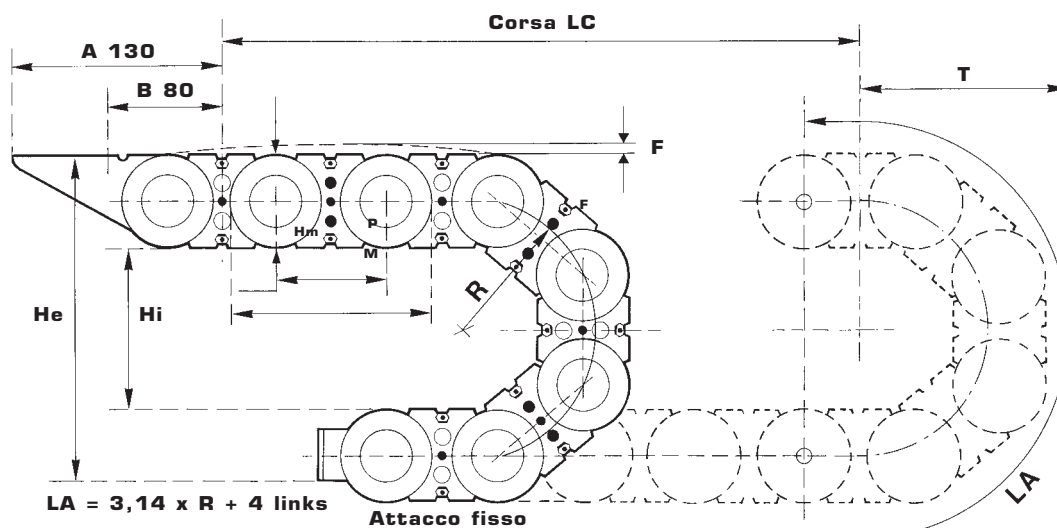 Corsa LC
A 130
T
B 80
F
F
P
Hm
M
R
He
Hi
LA
LA = 3,14 x R + 4 links
Attacco fisso